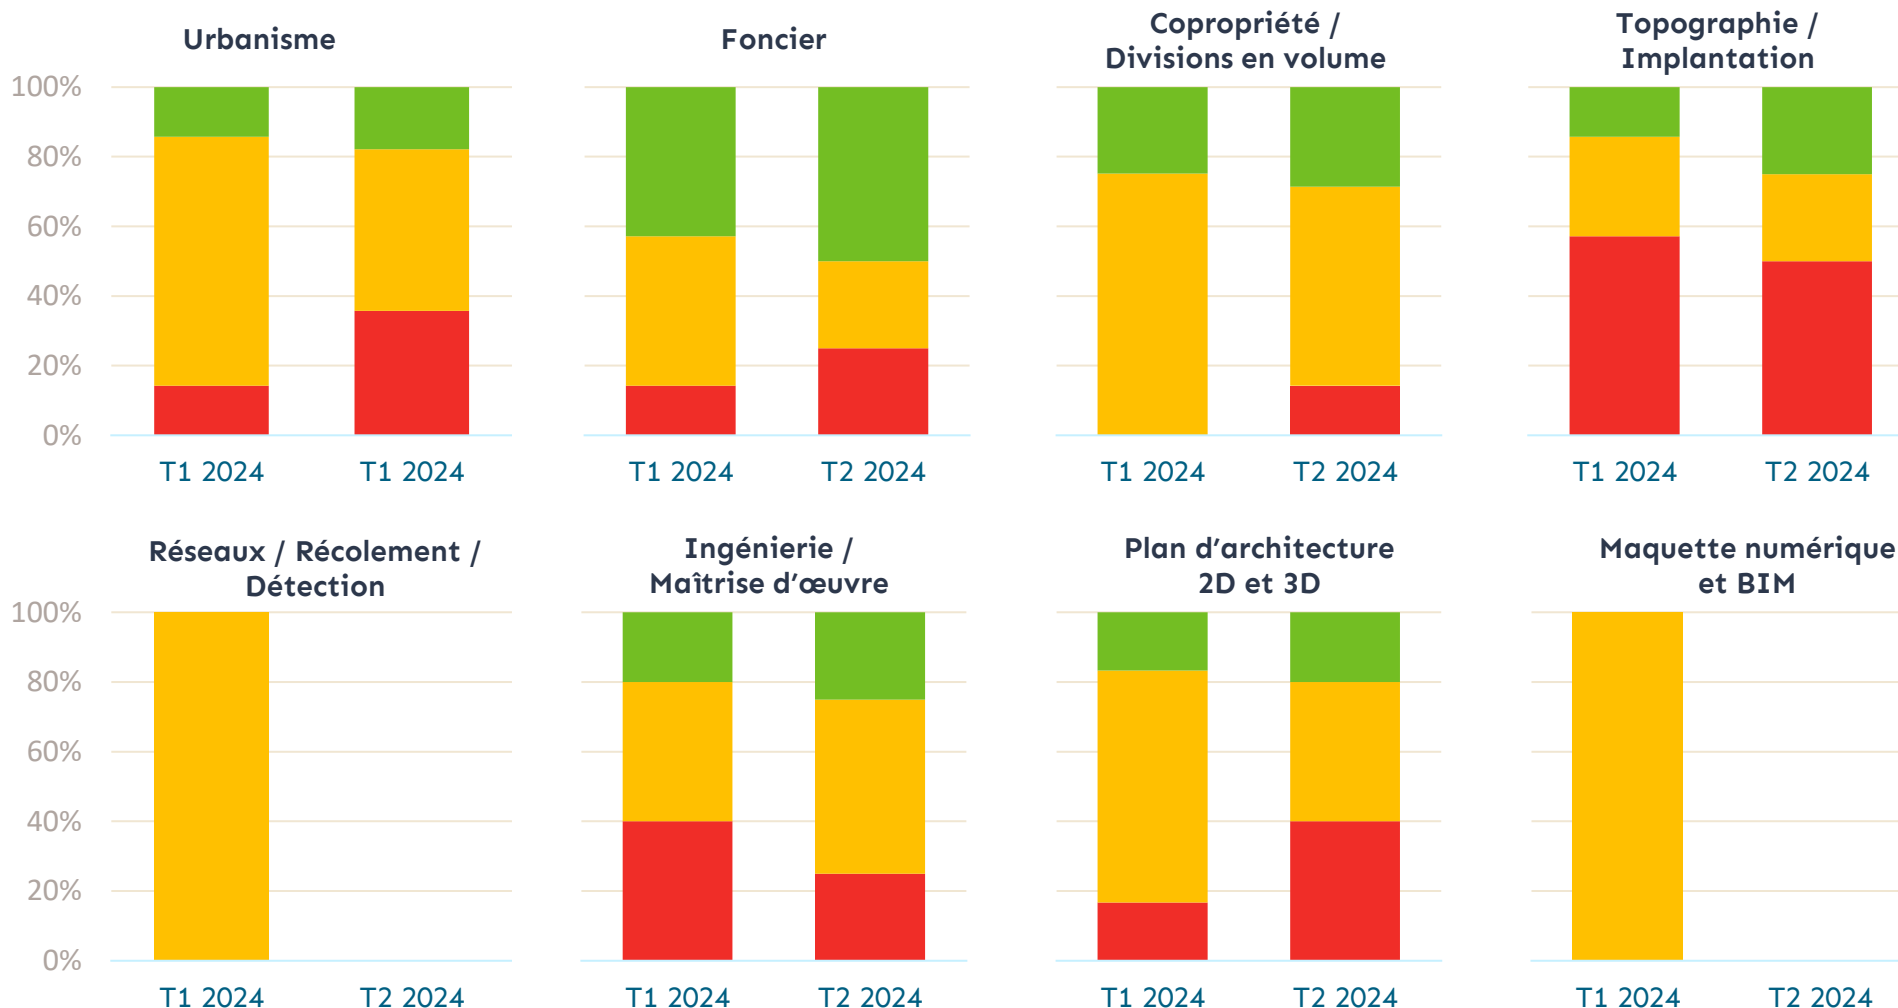 Urbanisme
Foncier
Copropriété /
Divisions en volume
Topographie /
Implantation
100%
80%
60%
40%
20%
0%
T1 2024
T1 2024
T1 2024
T2 2024
T1 2024
T2 2024
T1 2024
T2 2024
Réseaux / Récolement /
Détection
Ingénierie /
Maîtrise d’œuvre
Plan d’architecture
2D et 3D
Maquette numérique
et BIM
100%
80%
60%
40%
20%
0%
T1 2024
T2 2024
T1 2024
T2 2024
T1 2024
T2 2024
T1 2024
T2 2024